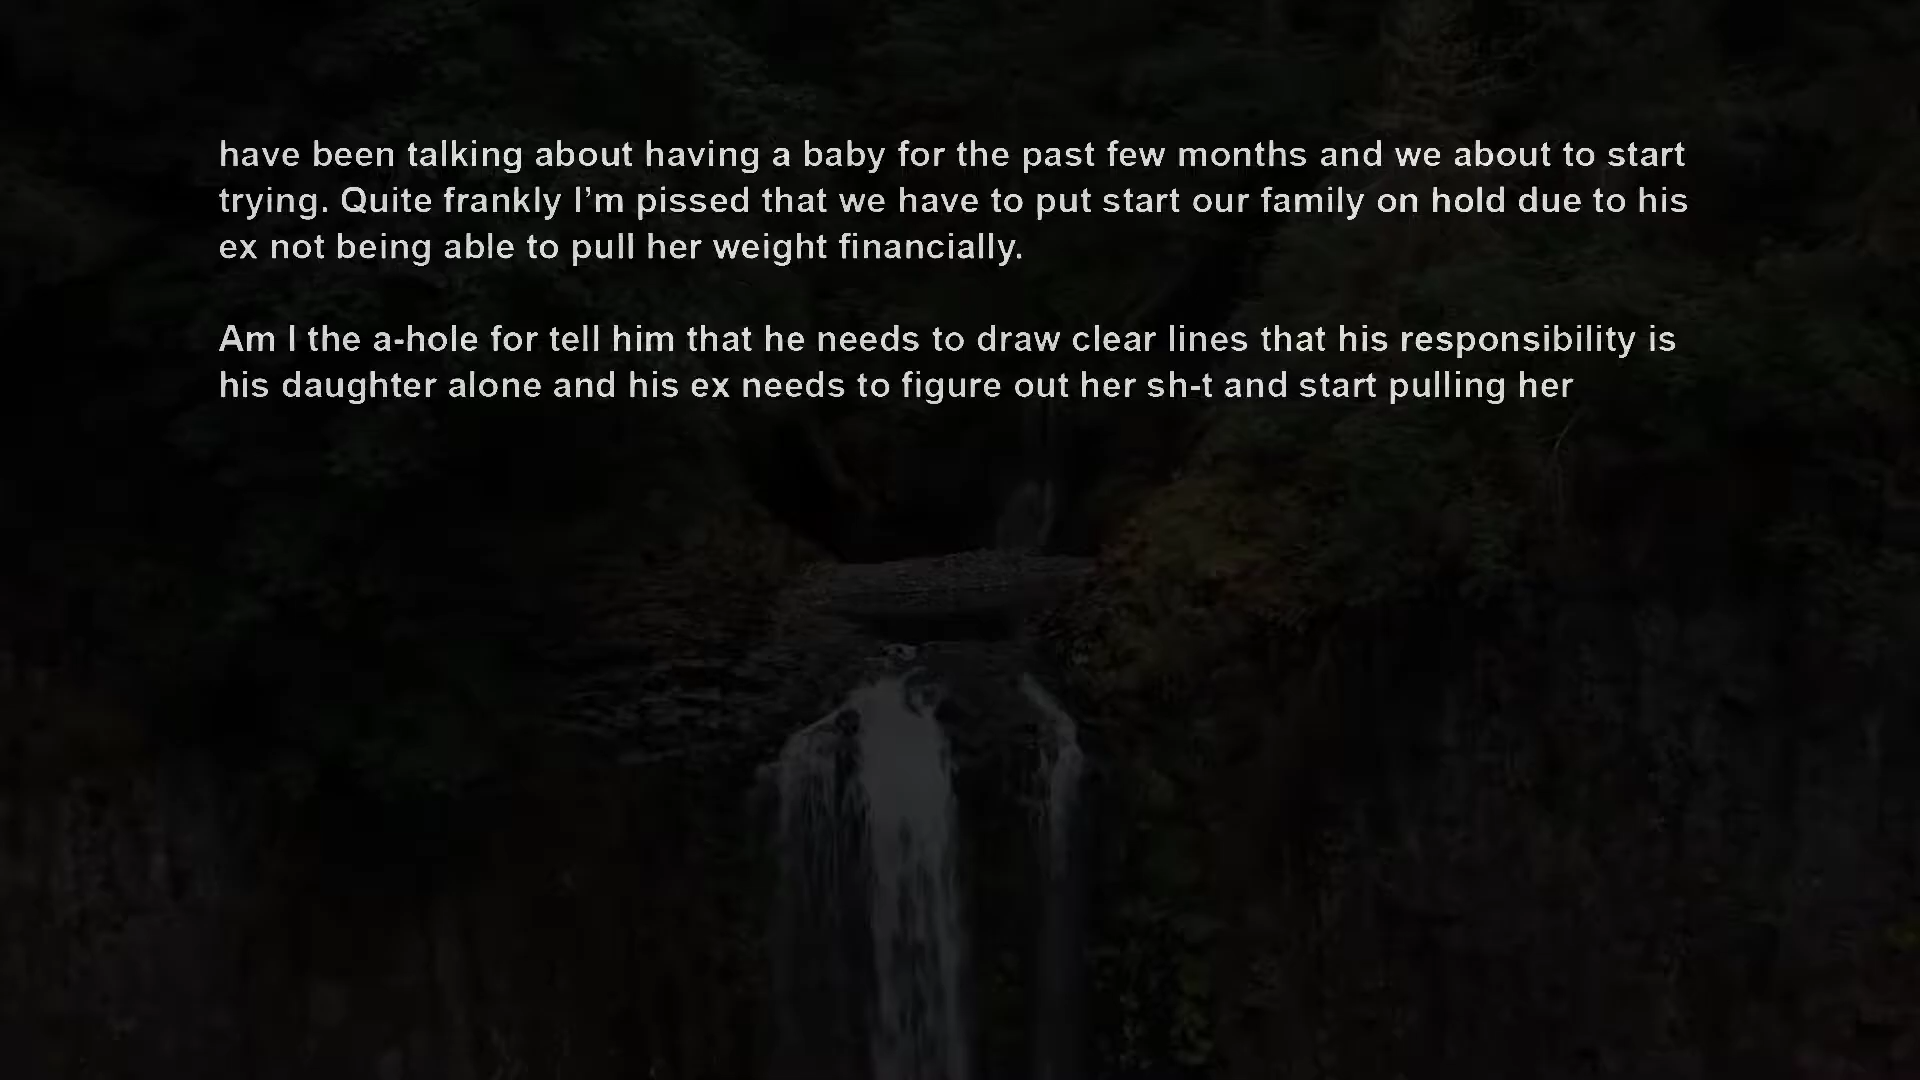 have been talking about having a baby for the past few months and we about to start
trying. Quite frankly I’m pissed that we have to put start our family on hold due to his
ex not being able to pull her weight financially.
Am I the a-hole for tell him that he needs to draw clear lines that his responsibility is
his daughter alone and his ex needs to figure out her sh-t and start pulling her